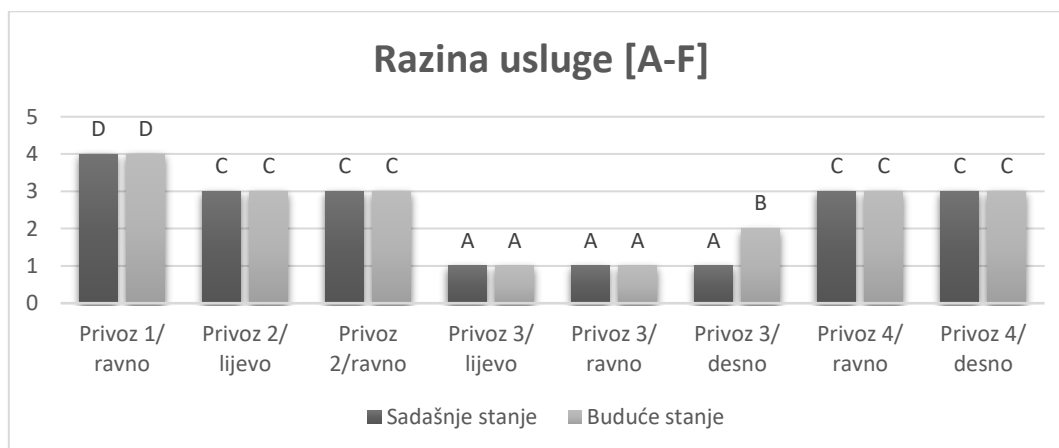 Razina usluge [A-F]
5
4
3
2
1
0
D D C C C C A A A A A B C C C C
Privoz 1/ ravno
Privoz 2/ lijevo
Privoz 2/ravno
Privoz 3/ lijevo
Privoz 3/ ravno
Privoz 3/ desno
Privoz 4/ ravno
Privoz 4/ desno
Sadašnje stanje Buduće stanje